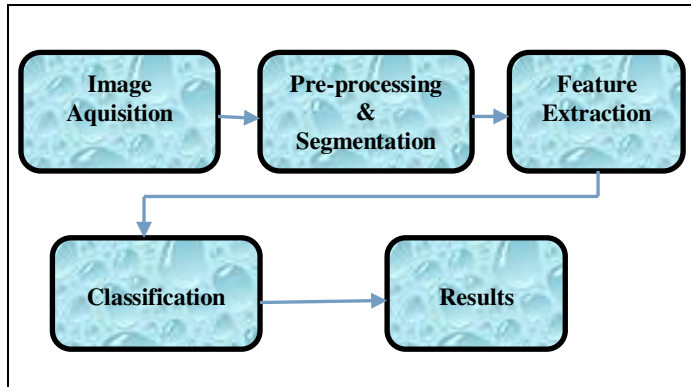 Image
Aquisition
Pre-processing
&
Segmentation
Feature
Extraction
Classification
Results